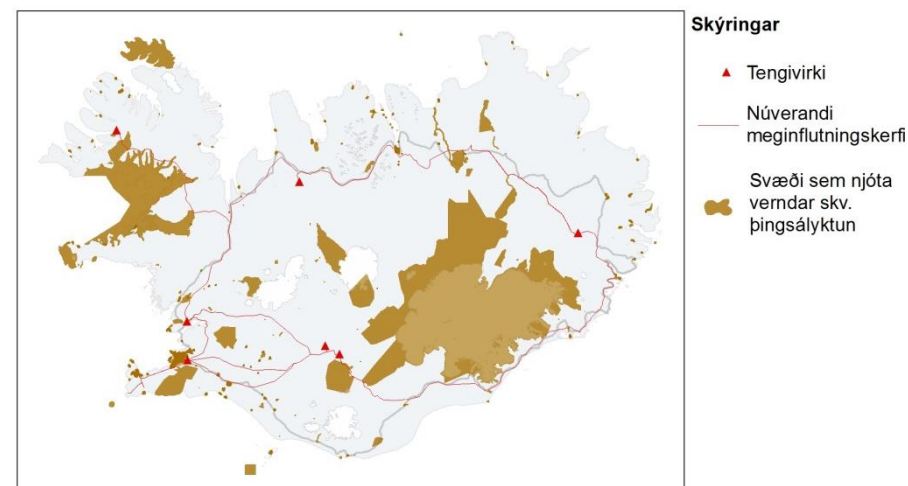 Skýringar
Tengivirki
Núverandi
meginflutningskerfi
Svæði sem njóta
verndar skv.
þingsályktun